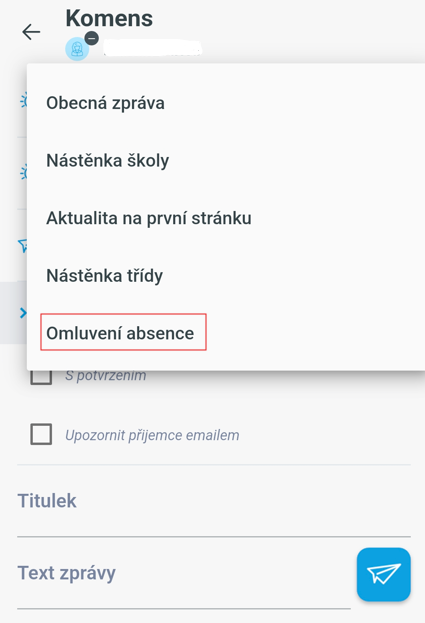 Komens
Obecná zpráva
Nástěnka školy
Aktualita na první stránku
Nástěnka třídy
Omluvení absence
S potvrzením
Upozornit příjemce emailem
Titulek
Text zprávy